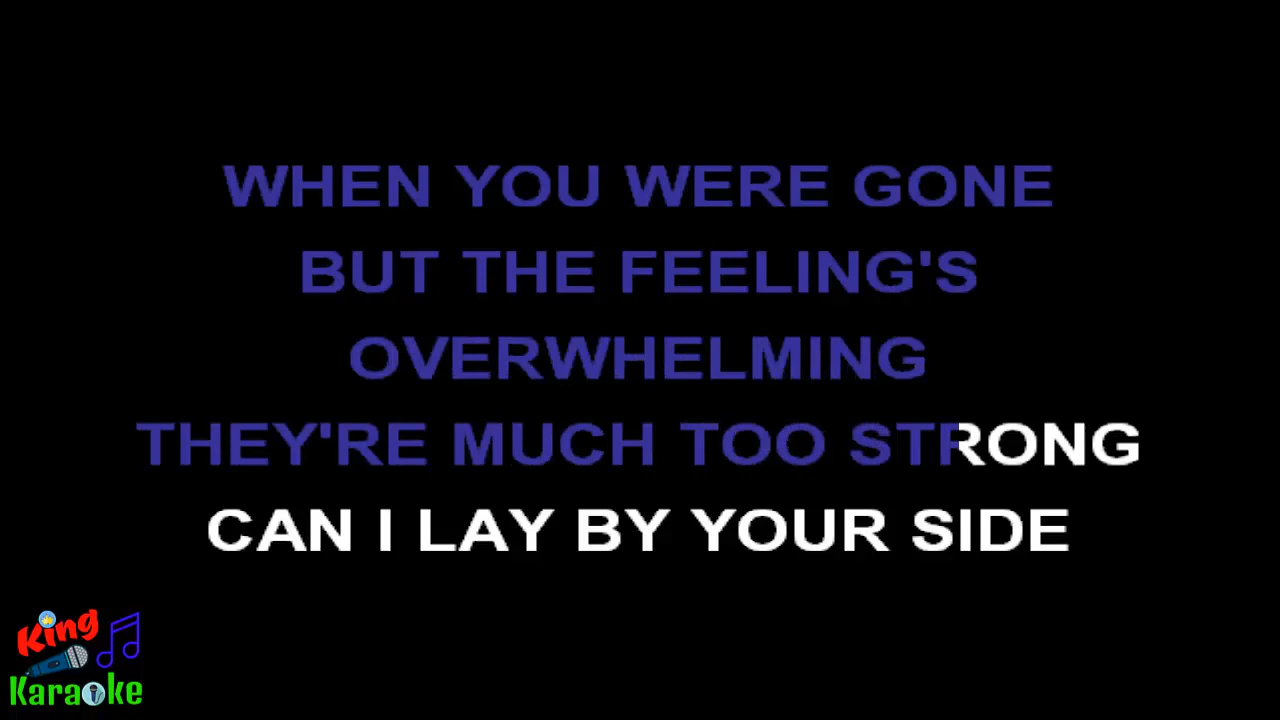 WHEN YOU WERE GONE
BUT THE FEELING'S
OVERWHELMING
THEY'RE MUCH TOO STRONG
CAN I LAY BY YOUR SIDE
King
Karaoke